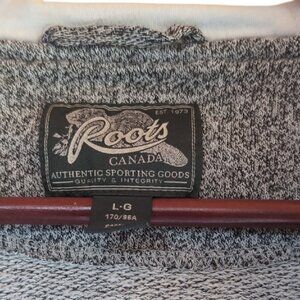 EST. 1973
Roots
CANADA
AUTHENTIC SPORTING GOODS
QUALITY & INTEGRITY
L-G
170/96A